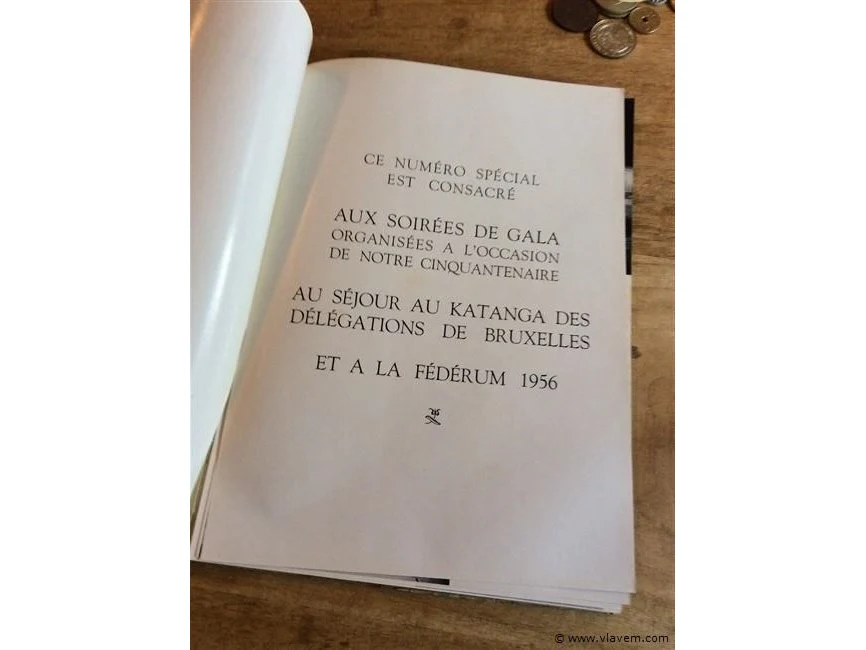 CE NUMÉRO SPÉCIAL
EST CONSACRÉ
AUX SOIRÉES DE GALA
ORGANISÉES A L'OCCASION
DE NOTRE CINQUANTENAIRE
AU SÉJOUR AU KATANGA DES
DÉLÉGATIONS DE BRUXELLES
ET A LA FÉDÉRUM 1956
© www.vlavem.com